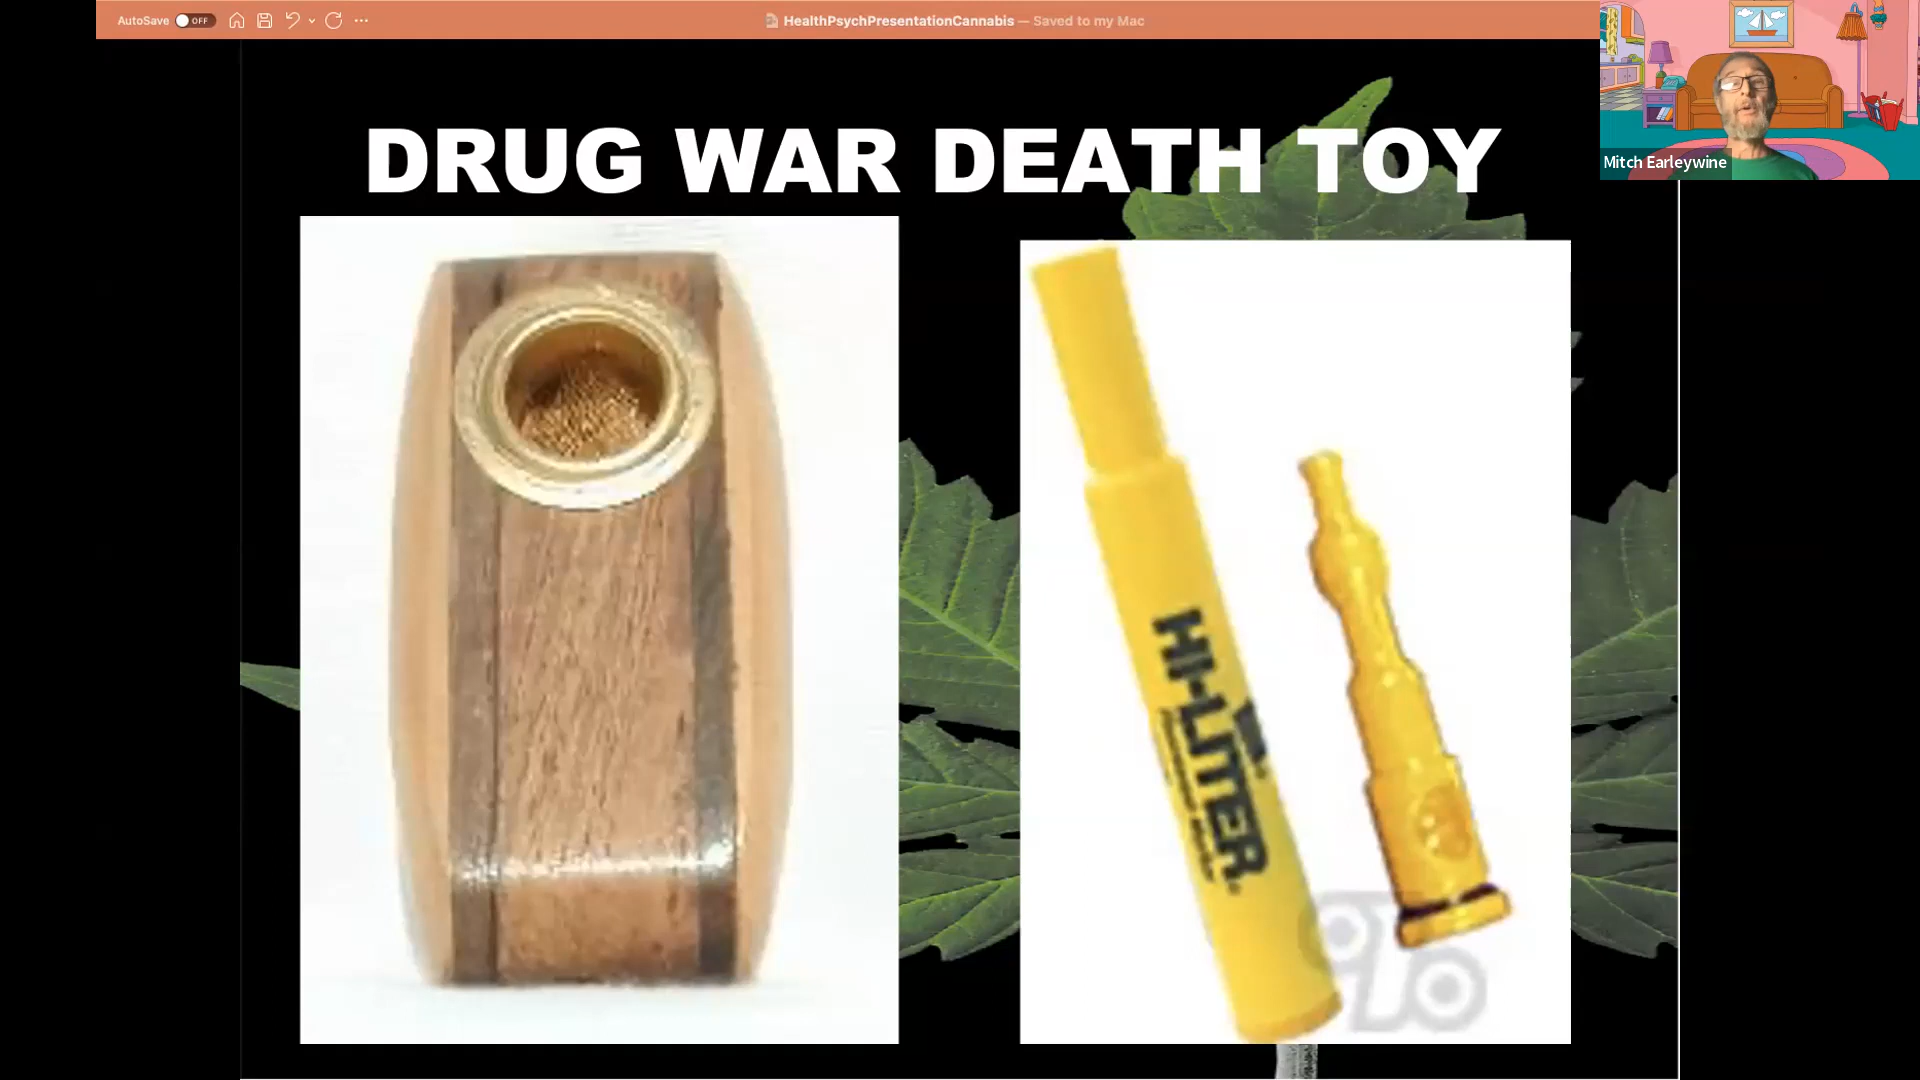 AutoSave OFF
HealthPsychPresentationCannabis — Saved to my Mac
Mitch Earleywine
DRUG WAR DEATH TOY
HI-LITER